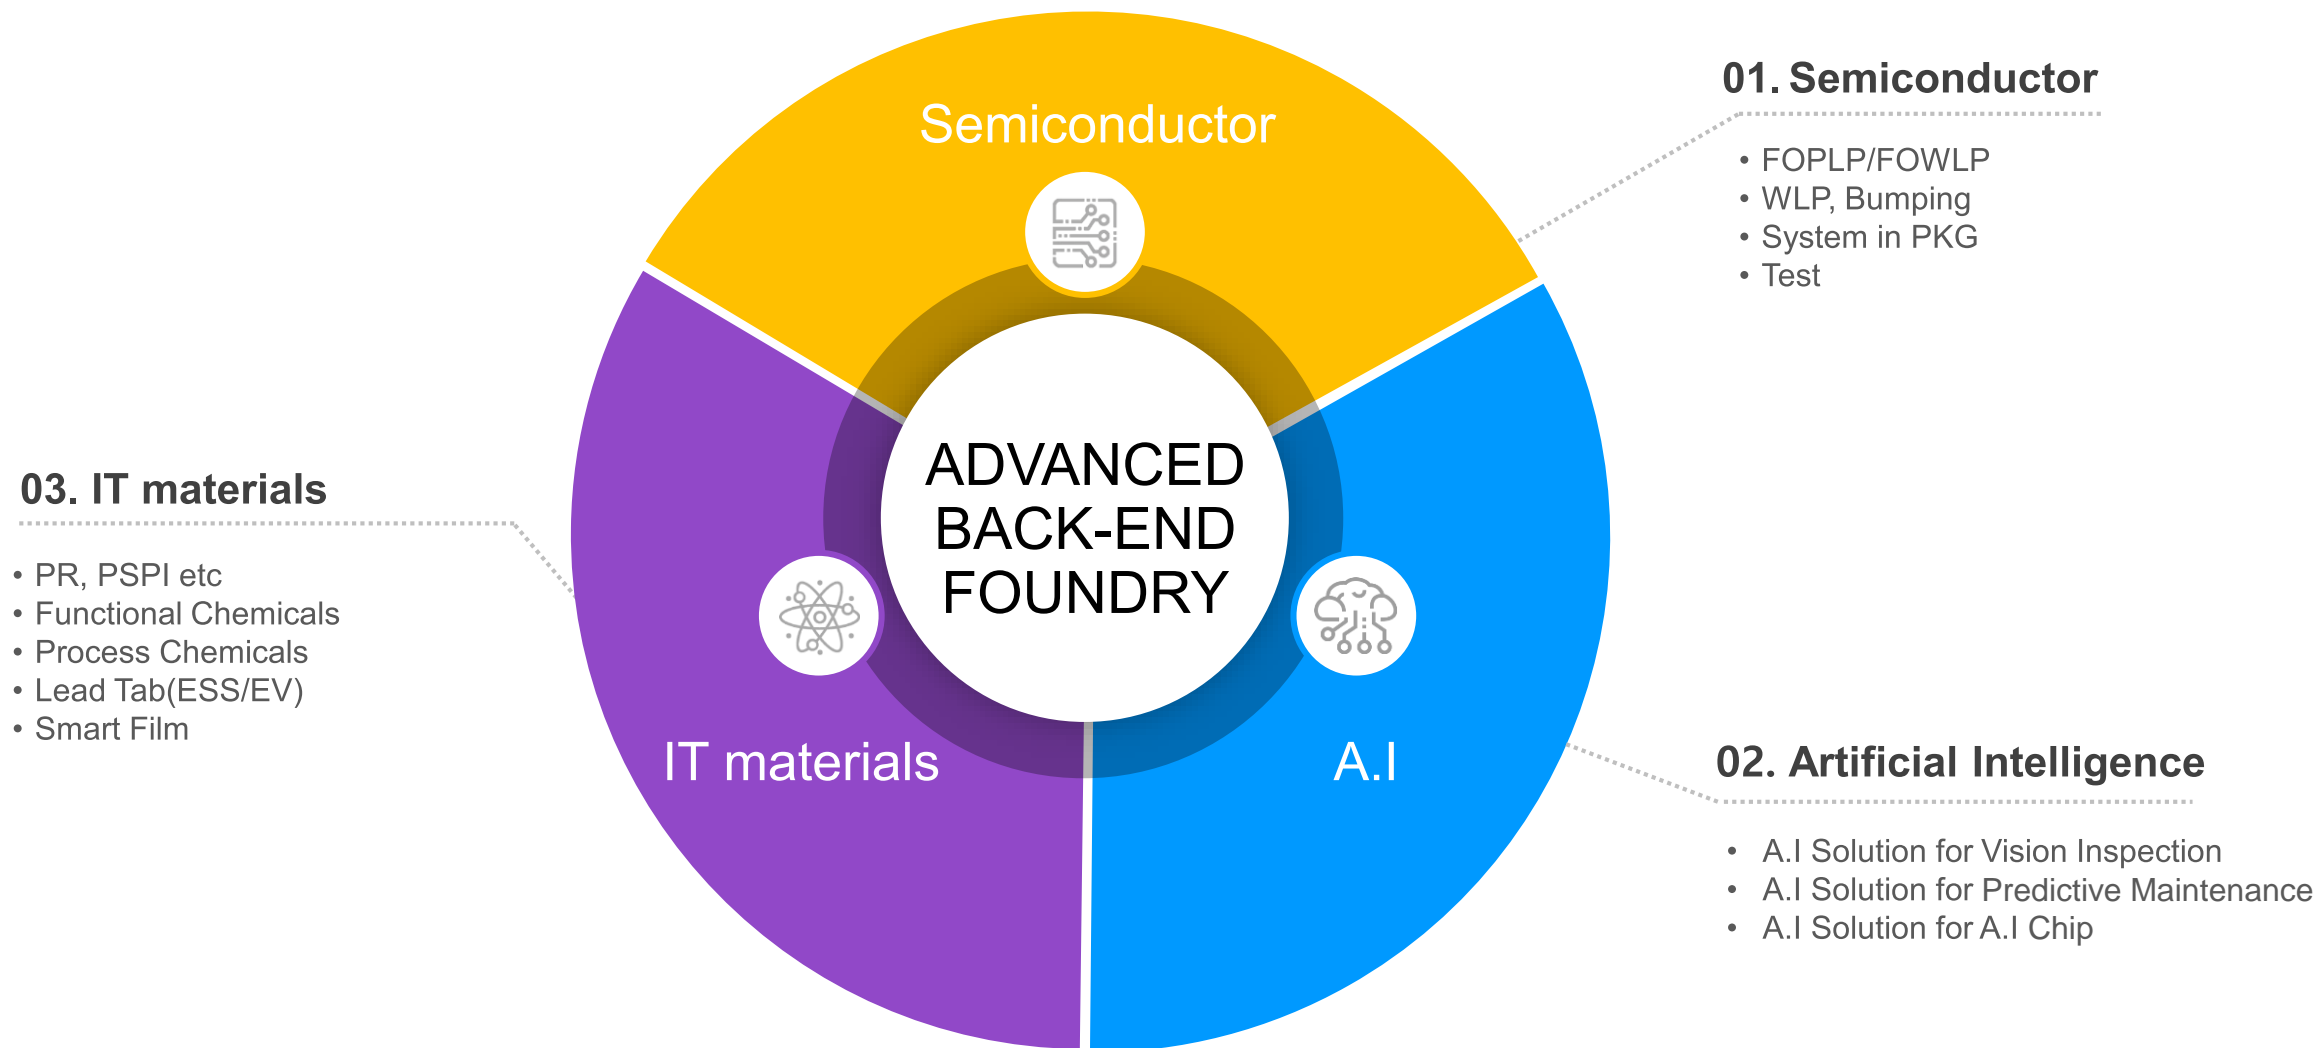 Semiconductor
ADVANCED
BACK-END
FOUNDRY
IT materials
A.I
01. Semiconductor
• FOPLP/FOWLP
• WLP, Bumping
• System in PKG
• Test
02. Artificial Intelligence
• A.I Solution for Vision Inspection
• A.I Solution for Predictive Maintenance
• A.I Solution for A.I Chip
03. IT materials
• PR, PSPI etc
• Functional Chemicals
• Process Chemicals
• Lead Tab(ESS/EV)
• Smart Film